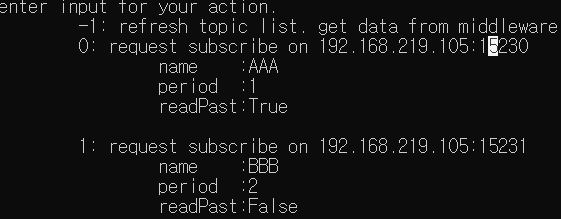 enter input for your action.
-1: refresh topic list. get data from middleware
0: request subscribe on 192.168.219.105:15230
name :AAA
period :1
readPast:True
1: request subscribe on 192.168.219.105:15231
name :BBB
period :2
readPast:False